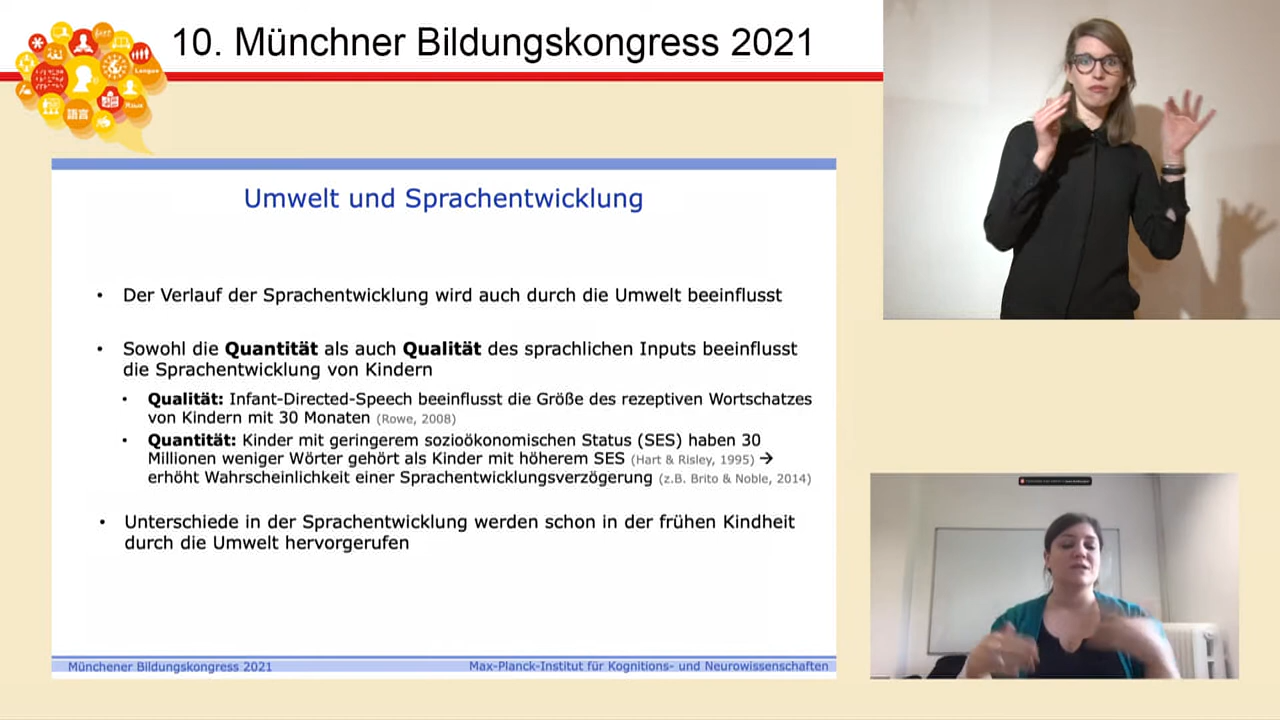 10. Münchner Bildungskongress 2021
語言
Umwelt und Sprachentwicklung
• Der Verlauf der Sprachentwicklung wird auch durch die Umwelt beeinflusst
• Sowohl die Quantität als auch Qualität des sprachlichen Inputs beeinflusst
die Sprachentwicklung von Kindern
• Qualität: Infant-Directed-Speech beeinflusst die Größe des rezeptiven Wortschatzes
von Kindern mit 30 Monaten (Rowe, 2008)
• Quantität: Kinder mit geringerem sozioökonomischen Status (SES) haben 30
Millionen weniger Wörter gehört als Kinder mit höherem SES (Hart & Risley, 1995) →
erhöht Wahrscheinlichkeit einer Sprachentwicklungsverzögerung (z.B. Brito & Noble, 2014)
• Unterschiede in der Sprachentwicklung werden schon in der frühen Kindheit
durch die Umwelt hervorgerufen
Münchener Bildungskongress 2021
Max-Planck-Institut für Kognitions- und Neurowissenschaften